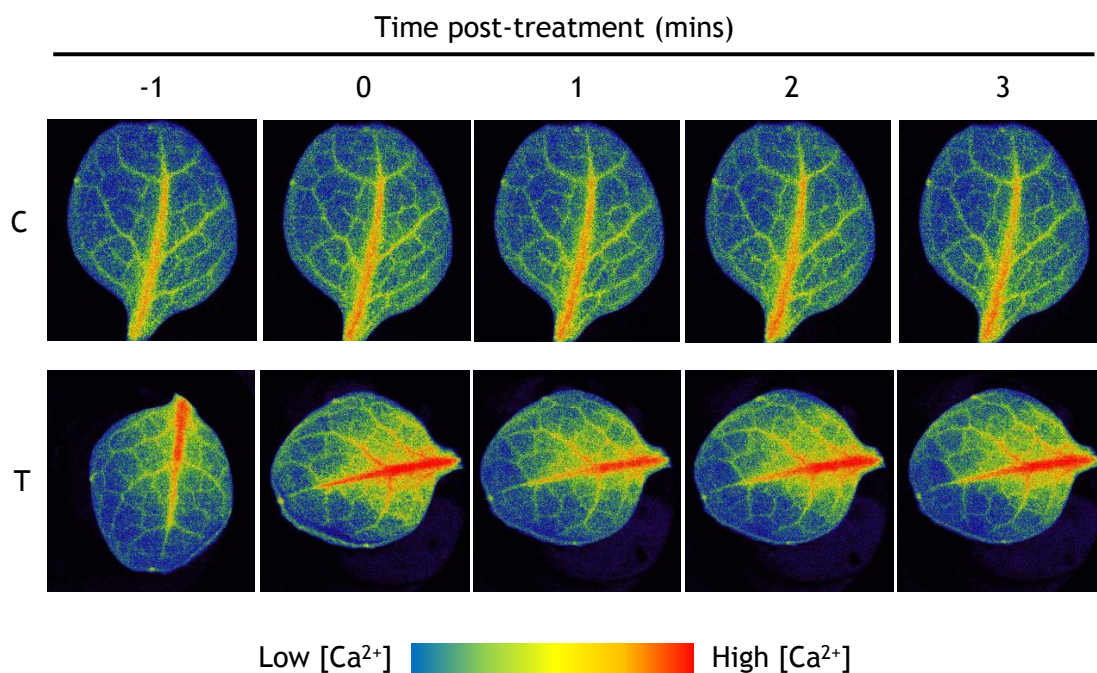 Time post-treatment (mins)
-1 0 1 2 3
C
T
Low [Ca²⁺] High [Ca²⁺]